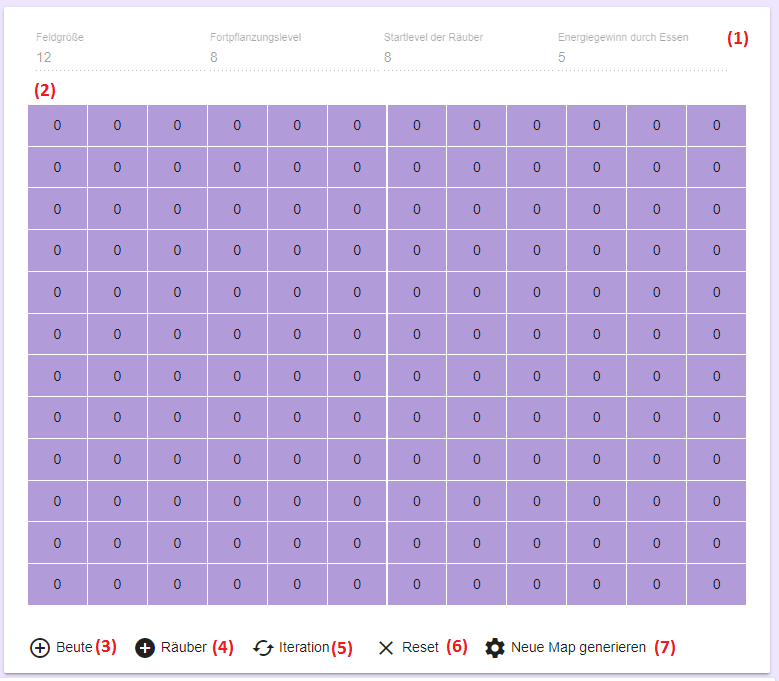 Feldgröße Fortpflanzungslevel Startlevel der Räuber Energiegewinn durch Essen (1)
12 8 8 5
(2)
0 0 0 0 0 0 0 0 0 0 0 0
0 0 0 0 0 0 0 0 0 0 0 0
0 0 0 0 0 0 0 0 0 0 0 0
0 0 0 0 0 0 0 0 0 0 0 0
0 0 0 0 0 0 0 0 0 0 0 0
0 0 0 0 0 0 0 0 0 0 0 0
0 0 0 0 0 0 0 0 0 0 0 0
0 0 0 0 0 0 0 0 0 0 0 0
0 0 0 0 0 0 0 0 0 0 0 0
0 0 0 0 0 0 0 0 0 0 0 0
0 0 0 0 0 0 0 0 0 0 0 0
0 0 0 0 0 0 0 0 0 0 0 0
Beute (3) Räuber (4) Iteration (5) Reset (6) Neue Map generieren (7)